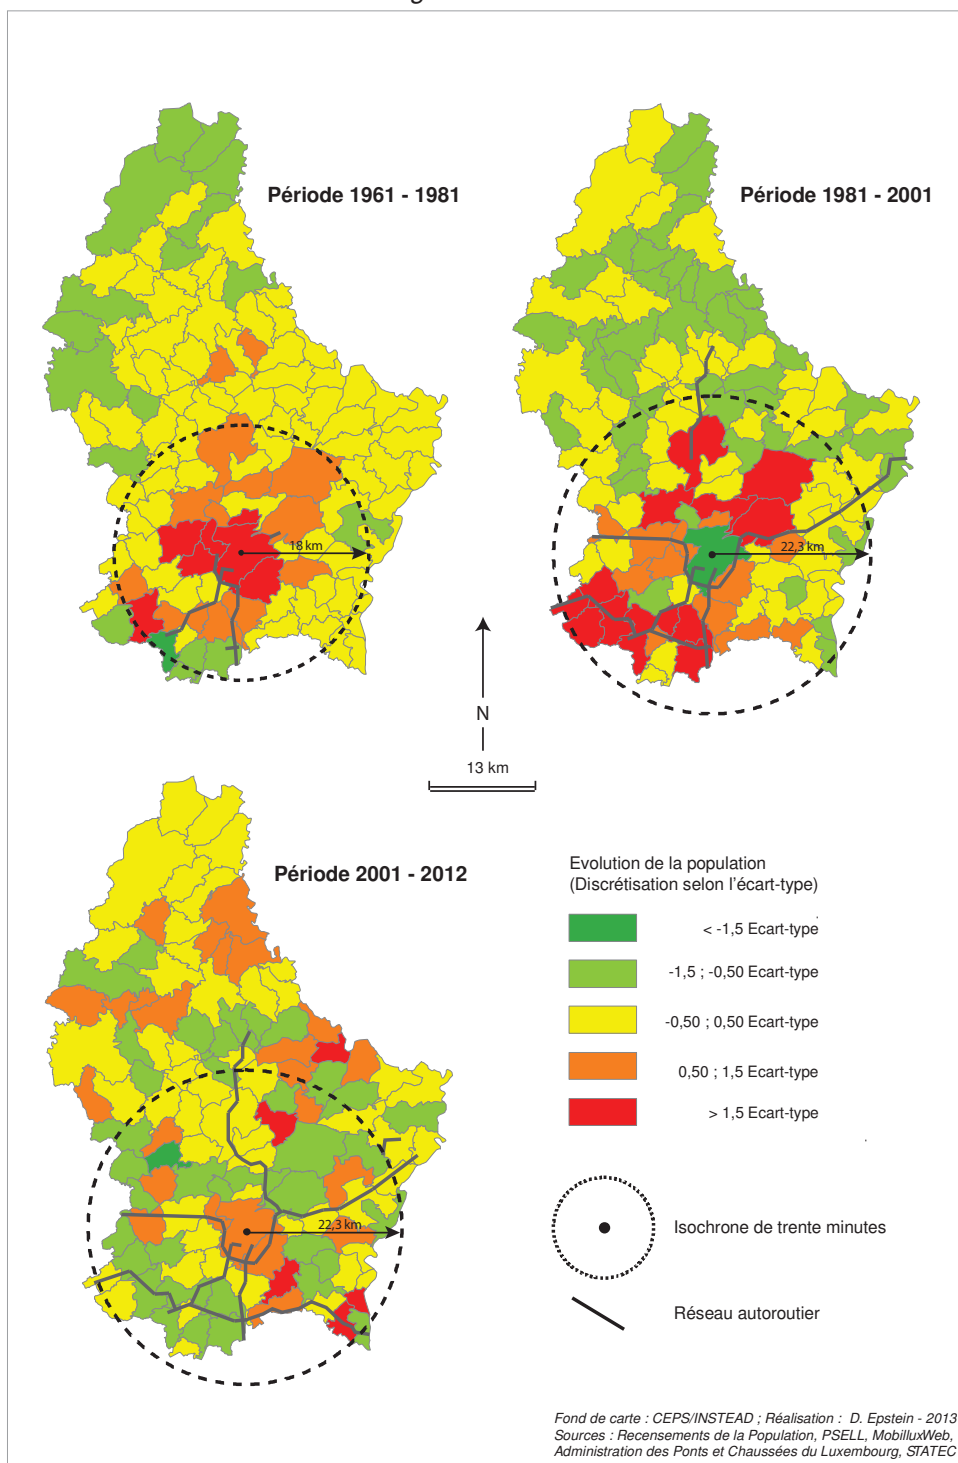 Période 1961 - 1981
Période 1981 - 2001
18 km
22,3 km
N
13 km
Période 2001 - 2012
22,3 km
Evolution de la population
(Discrétisation selon l'écart-type)
< -1,5 Ecart-type
-1,5 ; -0,50 Ecart-type
-0,50 ; 0,50 Ecart-type
0,50 ; 1,5 Ecart-type
> 1,5 Ecart-type
Isochrone de trente minutes
Réseau autoroutier
Fond de carte : CEPS/INSTEAD ; Réalisation : D. Epstein - 2013
Sources : Recensements de la Population, PSELL, MobilluxWeb,
Administration des Ponts et Chaussées du Luxembourg, STATEC